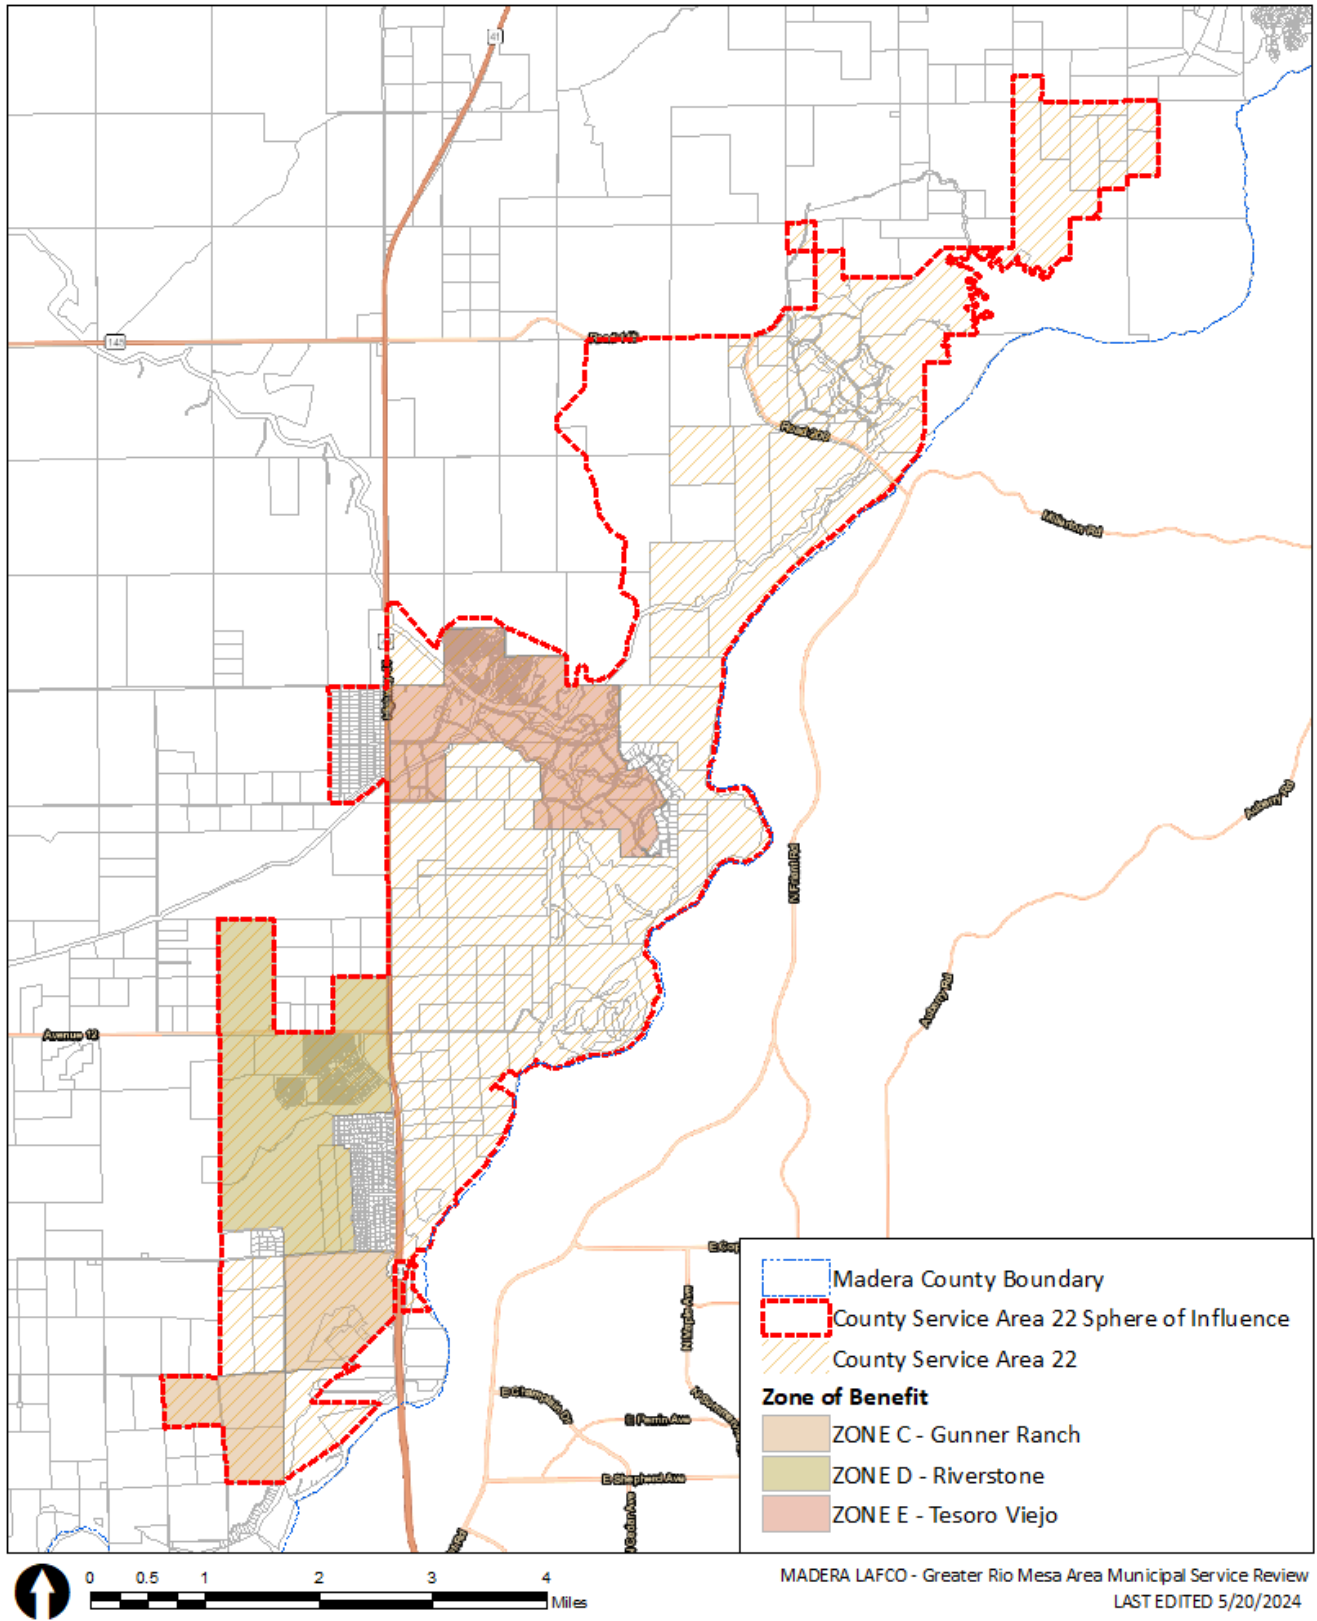 41
145
Road 145
Road 206
Millerton Rd
Auberry Rd
N Friant Rd
Auberry Rd
Avenue 12
E Cop
N Maple Ave
E Champlain Dr
E Perrin Ave
E Shepherd Ave
N Cedar Ave
Madera County Boundary
County Service Area 22 Sphere of Influence
County Service Area 22
Zone of Benefit
ZONE C - Gunner Ranch
ZONE D - Riverstone
ZONE E - Tesoro Viejo
0 0.5 1 2 3 4
Miles
MADERA LAFCO - Greater Rio Mesa Area Municipal Service Review
LAST EDITED 5/20/2024